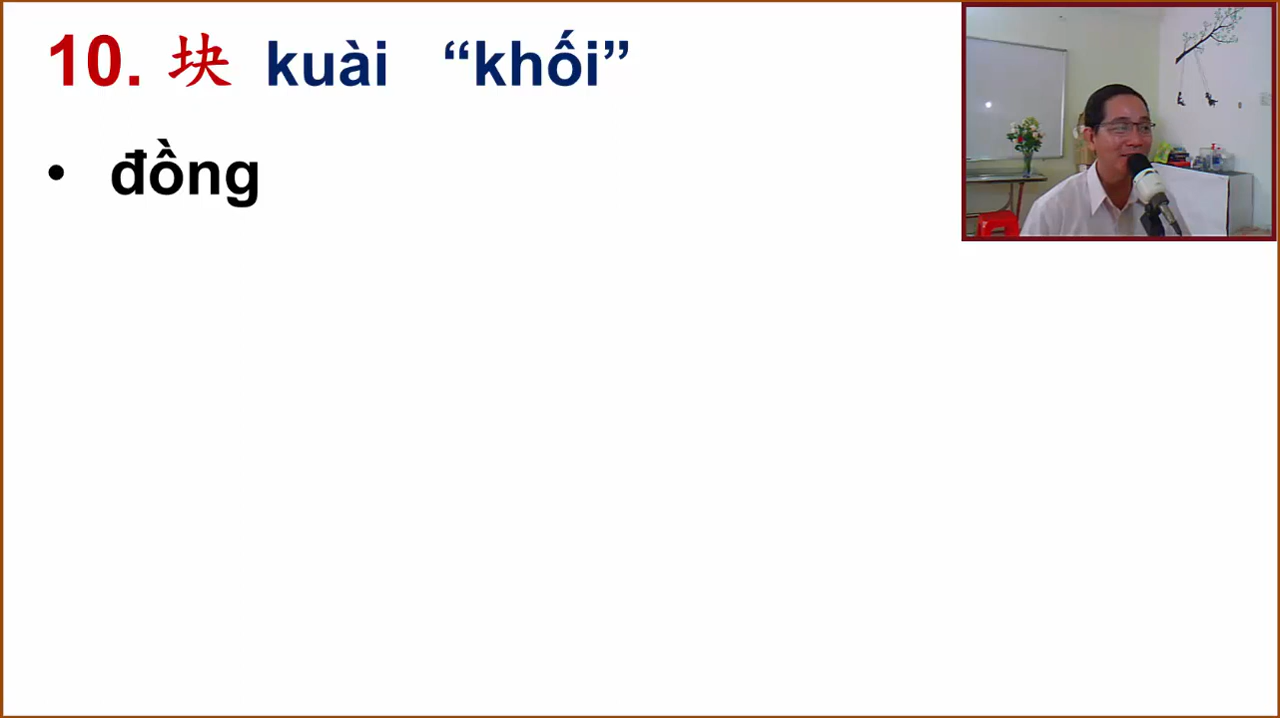 10. 块 kuài “khối”
• đồng